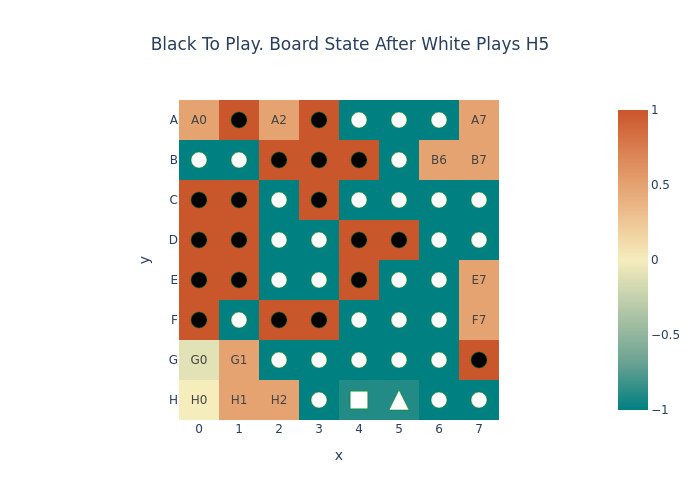 Black To Play. Board State After White Plays H5
A A0 A2 A7 1
B B6 B7
C 0.5
D
y 0
E E7
F F7 −0.5
G G0 G1
H H0 H1 H2 −1
0 1 2 3 4 5 6 7
x